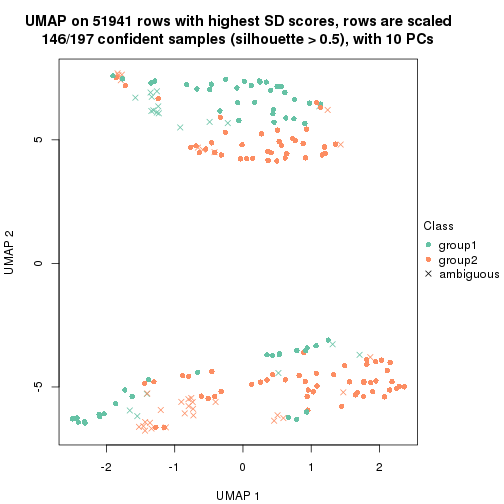 UMAP on 51941 rows with highest SD scores, rows are scaled
146/197 confident samples (silhouette > 0.5), with 10 PCs
5
0
-5
UMAP 2
-2
-1
0
1
2
UMAP 1
Class
group1
group2
ambiguous